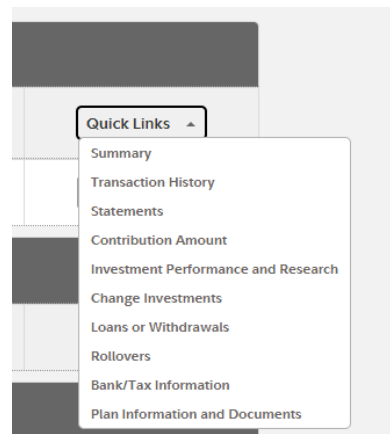 Quick Links
Summary
Transaction History
Statements
Contribution Amount
Investment Performance and Research
Change Investments
Loans or Withdrawals
Rollovers
Bank/Tax Information
Plan Information and Documents